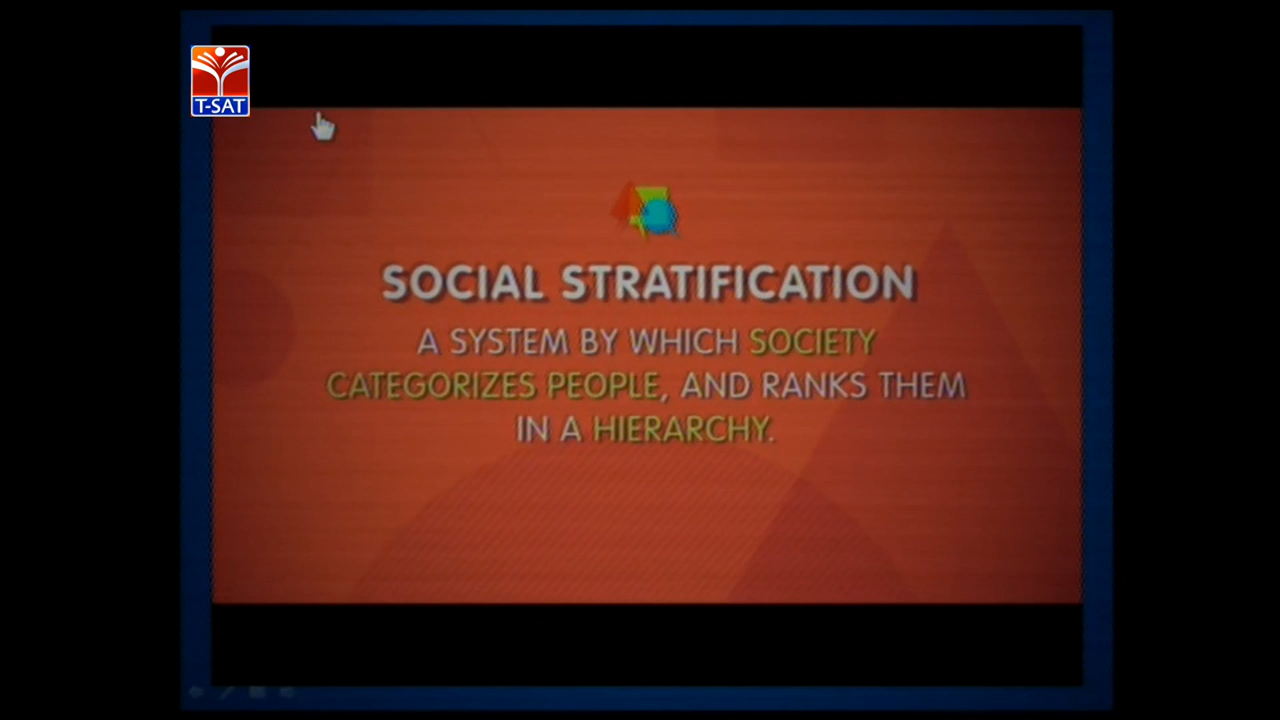 T-SAT
SOCIAL STRATIFICATION
A SYSTEM BY WHICH SOCIETY
CATEGORIZES PEOPLE, AND RANKS THEM
IN A HIERARCHY.